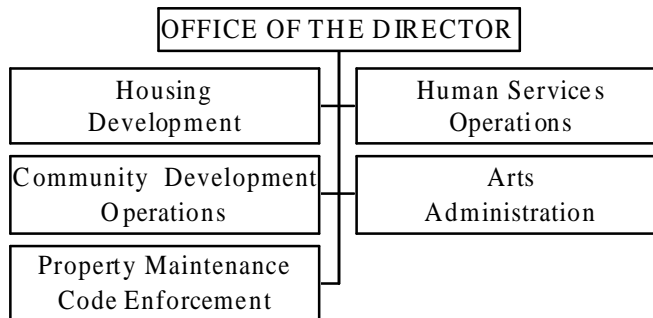 OFFICE OF THE DIRECTOR
Housing
Development
Human Services
Operations
Community Development
Operations
Arts
Administration
Property Maintenance
Code Enforcement